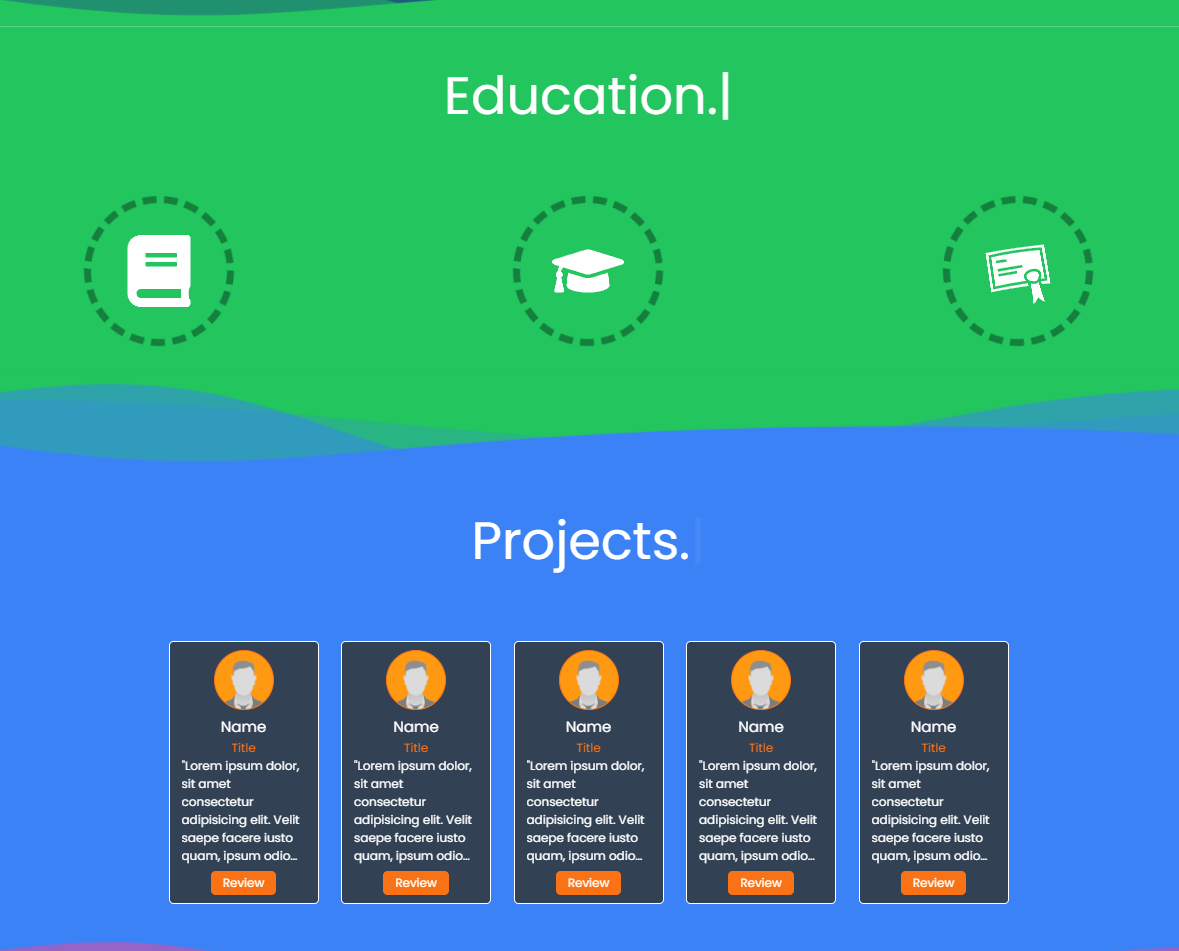 Education.|
Projects.
Name
Title
"Lorem ipsum dolor,
sit amet
consectetur
adipisicing elit. Velit
saepe facere iusto
quam, ipsum odio...
Review
Name
Title
"Lorem ipsum dolor,
sit amet
consectetur
adipisicing elit. Velit
saepe facere iusto
quam, ipsum odio...
Review
Name
Title
"Lorem ipsum dolor,
sit amet
consectetur
adipisicing elit. Velit
saepe facere iusto
quam, ipsum odio...
Review
Name
Title
"Lorem ipsum dolor,
sit amet
consectetur
adipisicing elit. Velit
saepe facere iusto
quam, ipsum odio...
Review
Name
Title
"Lorem ipsum dolor,
sit amet
consectetur
adipisicing elit. Velit
saepe facere iusto
quam, ipsum odio...
Review